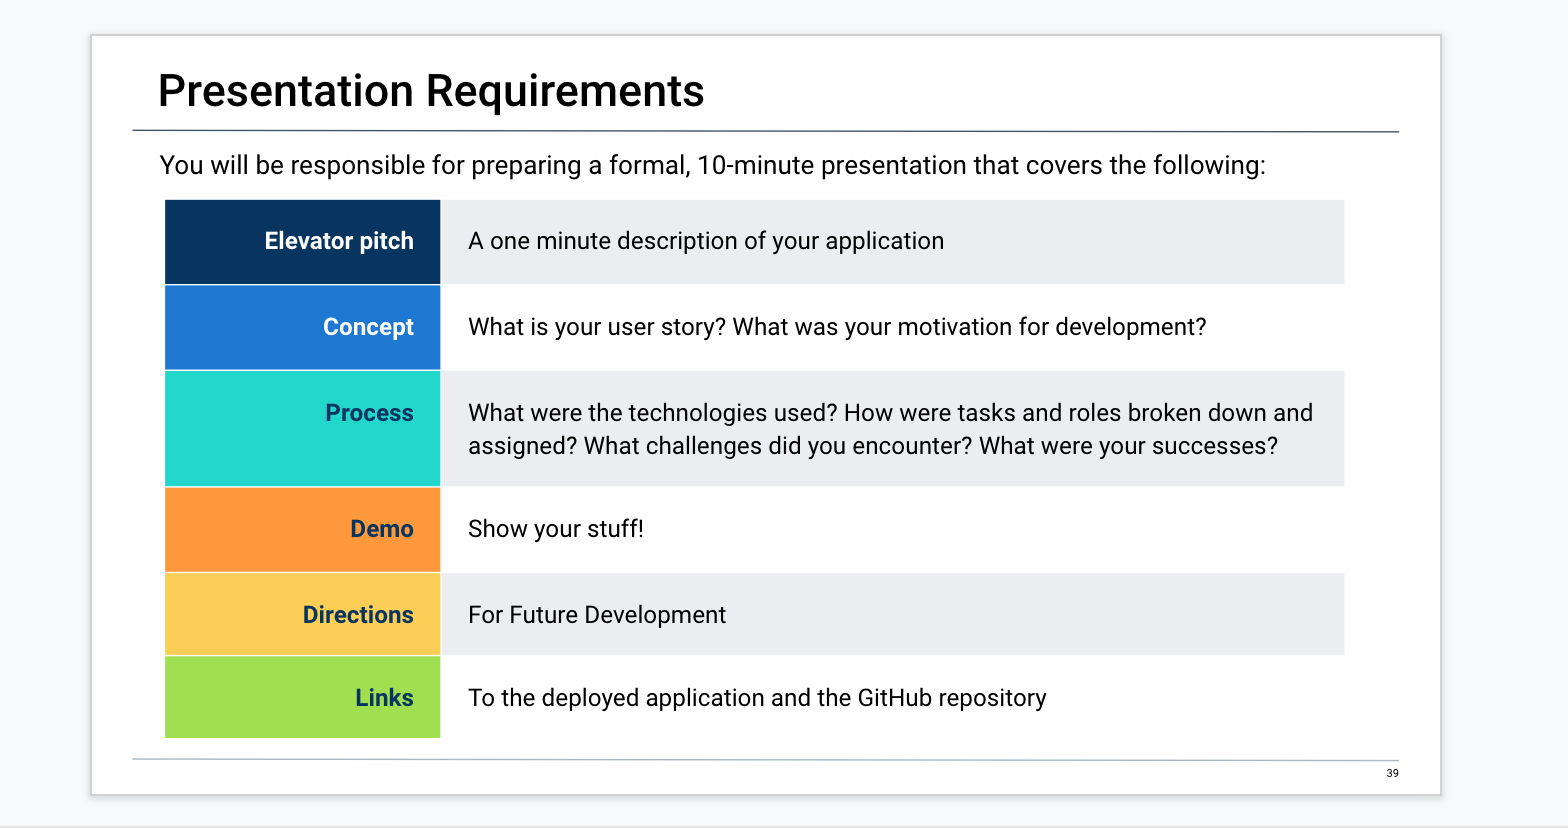 Presentation Requirements
You will be responsible for preparing a formal, 10-minute presentation that covers the following:
Elevator pitch
A one minute description of your application
Concept
What is your user story? What was your motivation for development?
Process
What were the technologies used? How were tasks and roles broken down and
assigned? What challenges did you encounter? What were your successes?
Demo
Show your stuff!
Directions
For Future Development
Links
To the deployed application and the GitHub repository
39